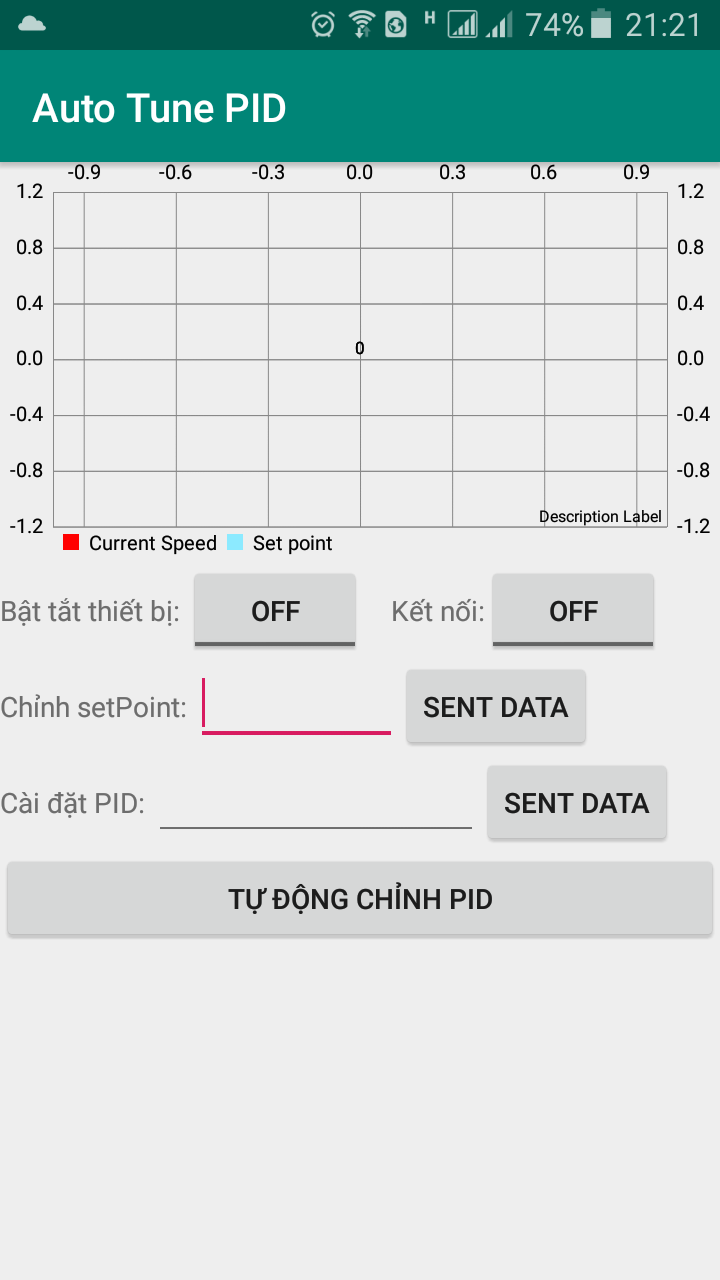 H 74% 21:21
Auto Tune PID
-0.9 -0.6 -0.3 0.0 0.3 0.6 0.9
1.2 1.2
0.8 0.8
0.4 0.4
0
0.0 0.0
-0.4 -0.4
-0.8 -0.8
Description Label
-1.2 -1.2
Current Speed Set point
Bật tắt thiết bị: OFF Kết nối: OFF
Chỉnh setPoint: SENT DATA
Cài đặt PID: SENT DATA
TỰ ĐỘNG CHỈNH PID